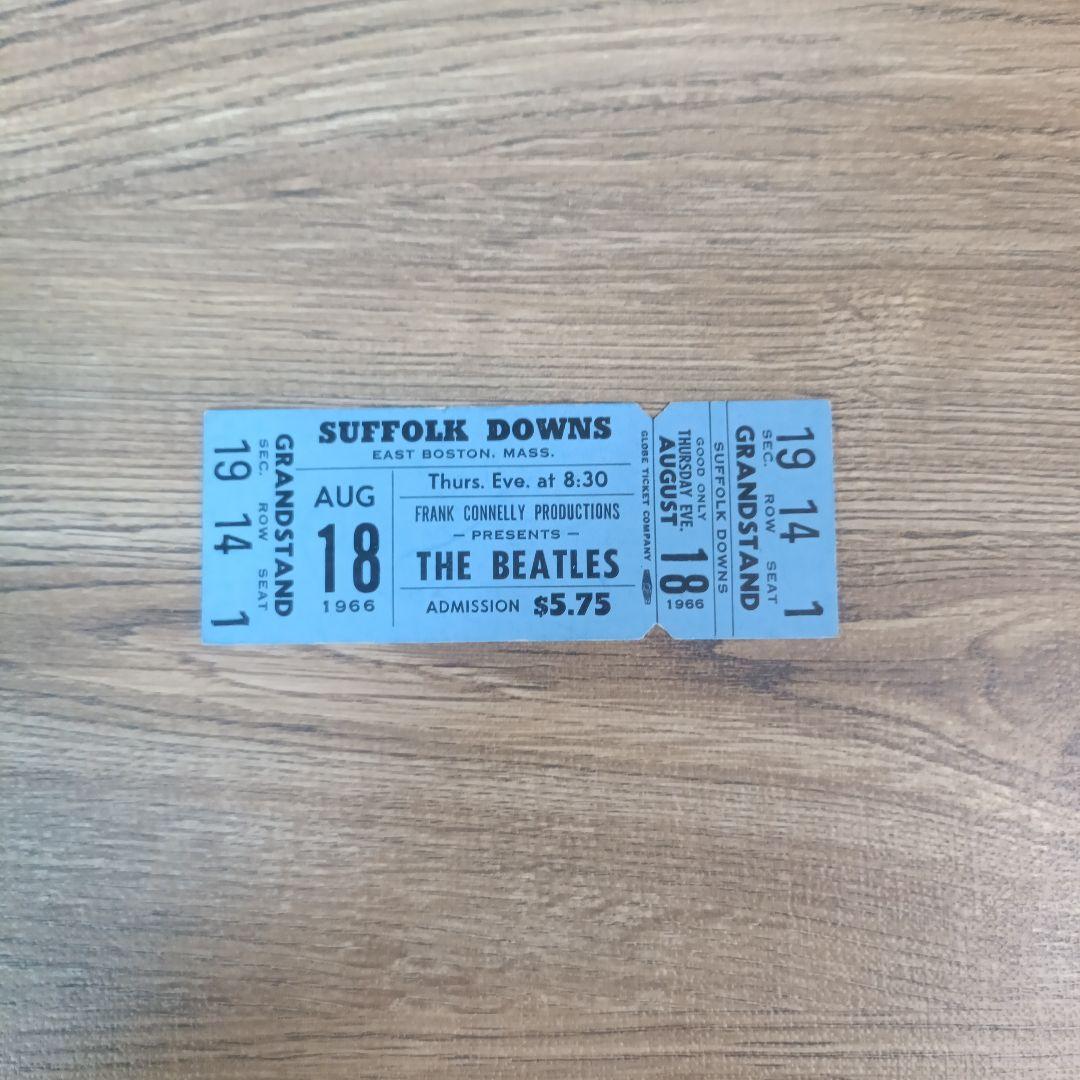 19 14 1
SEC. ROW SEAT
GRANDSTAND
SUFFOLK DOWNS
EAST BOSTON, MASS.
AUG
18
1966
Thurs. Eve. at 8:30
FRANK CONNELLY PRODUCTIONS
– PRESENTS –
THE BEATLES
ADMISSION $5.75
GLOBE TICKET COMPANY
SUFFOLK DOWNS
GOOD ONLY
THURSDAY EVE.
AUGUST 18
1966
19 14 1
SEC. ROW SEAT
GRANDSTAND